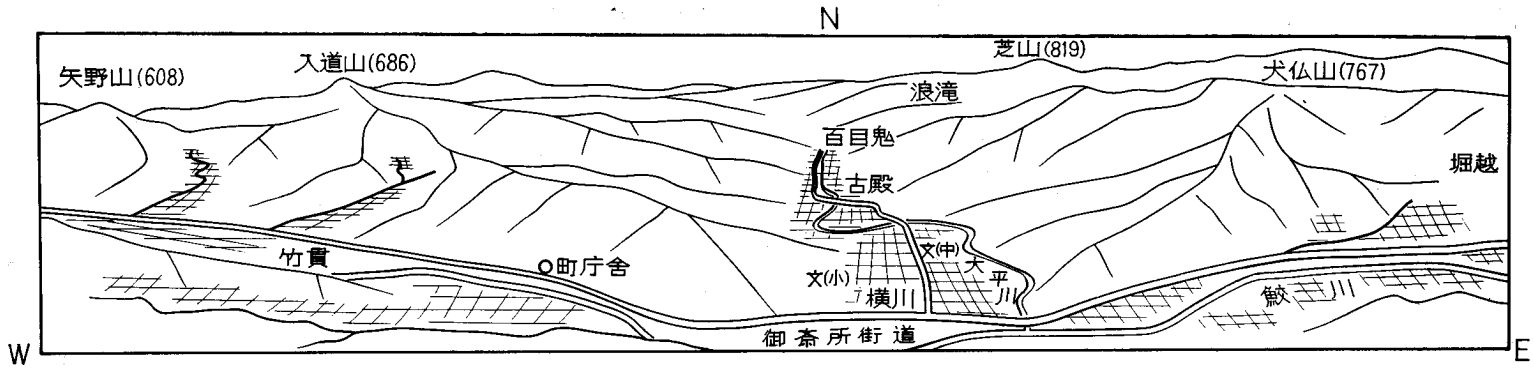 N
矢野山(608)
入道山(686)
芝山(819)
犬仏山(767)
浪滝
百目鬼
古殿
堀越
竹貫
町庁舎
文(小)
文(中)
大平川
横川
鮫川
御斎所街道
W
E